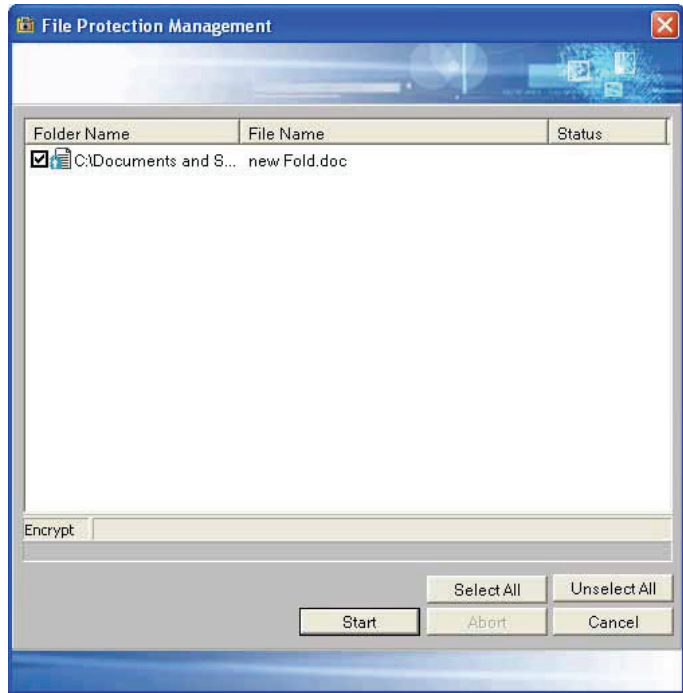 File Protection Management
Folder Name File Name Status
C:\Documents and S... new Fold.doc
Encrypt
Select All Unselect All
Start Abort Cancel